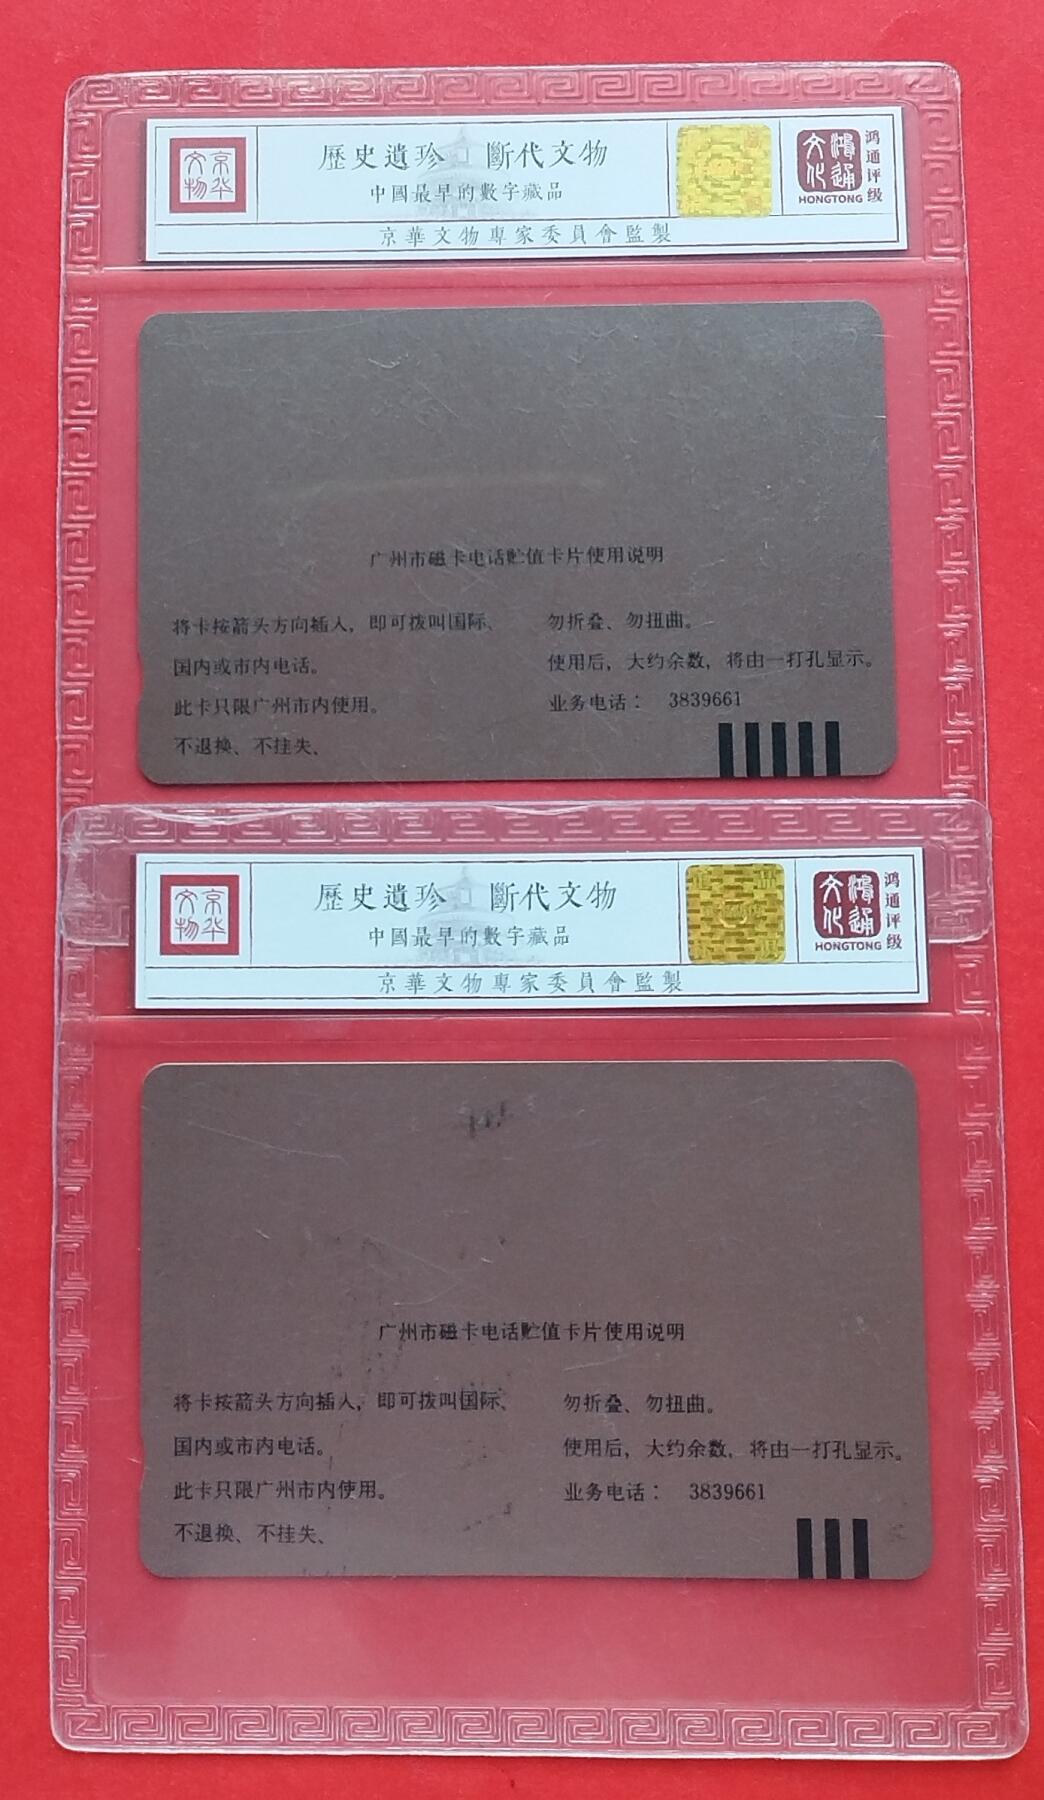 京华文物
歷史遺珍 斷代文物
中國最早的數字藏品
京華文物專家委員會監製
鴻通文化
HONGTONG
鸿通评级
广州市磁卡电话贮值卡片使用说明
将卡按箭头方向插入，即可拨叫国际、
国内或市内电话。
此卡只限广州市内使用。
不退换、不挂失、
勿折叠、勿扭曲。
使用后，大约余数，将由一打孔显示。
业务电话： 3839661
京华文物
歷史遺珍 斷代文物
中國最早的數字藏品
京華文物專家委員會監製
鴻通文化
HONGTONG
鸿通评级
广州市磁卡电话贮值卡片使用说明
将卡按箭头方向插入，即可拨叫国际、
国内或市内电话。
此卡只限广州市内使用。
不退换、不挂失、
勿折叠、勿扭曲。
使用后，大约余数，将由一打孔显示。
业务电话： 3839661